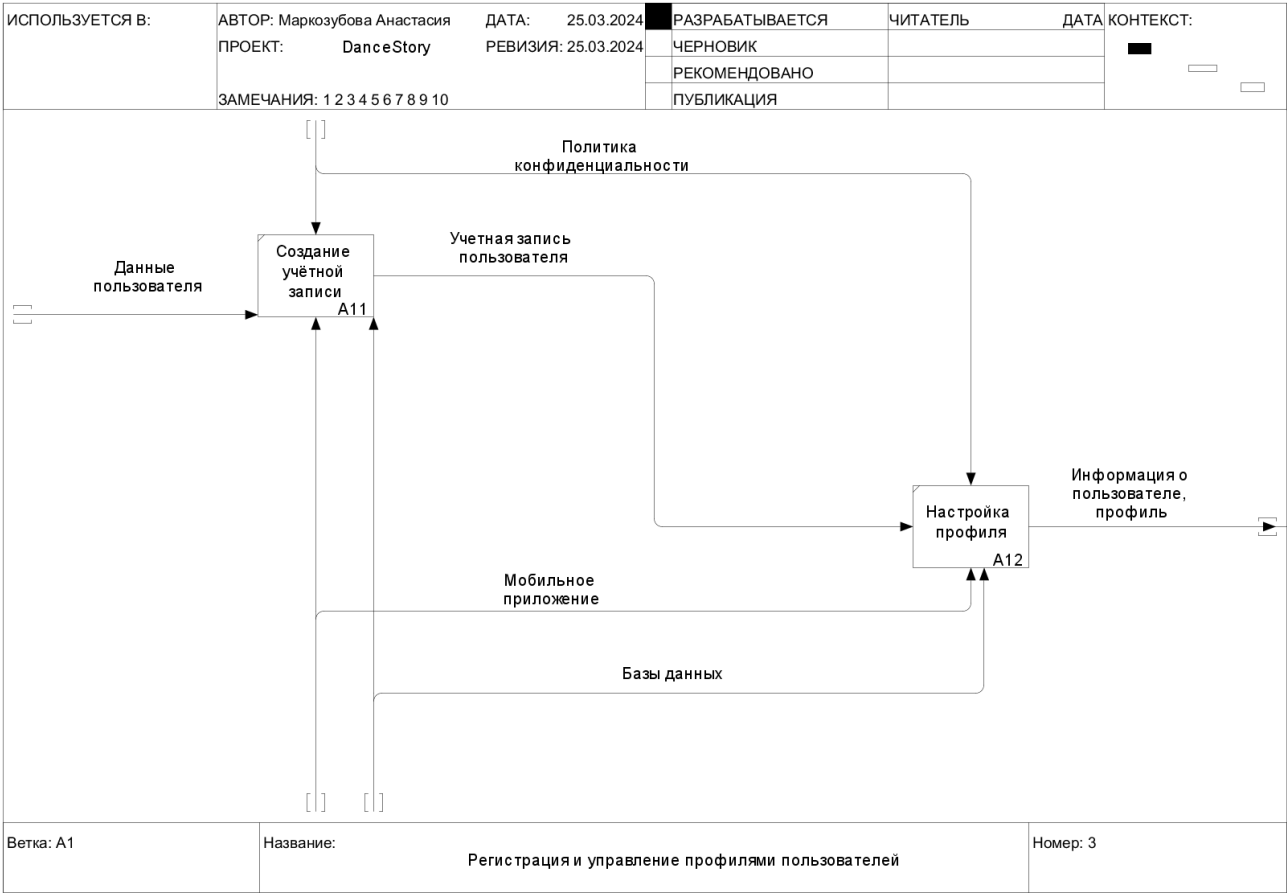 ИСПОЛЬЗУЕТСЯ В:
АВТОР: Маркозубова Анастасия
ДАТА: 25.03.2024
ПРОЕКТ: DanceStory
РЕВИЗИЯ: 25.03.2024
ЗАМЕЧАНИЯ: 1 2 3 4 5 6 7 8 9 10
РАЗРАБАТЫВАЕТСЯ
ЧЕРНОВИК
РЕКОМЕНДОВАНО
ПУБЛИКАЦИЯ
ЧИТАТЕЛЬ
ДАТА
КОНТЕКСТ:
Политика
конфиденциальности
Создание
учётной
записи
A11
Учетная запись
пользователя
Данные
пользователя
Информация о
пользователе,
профиль
Настройка
профиля
A12
Мобильное
приложение
Базы данных
Ветка: A1
Название:
Регистрация и управление профилями пользователей
Номер: 3